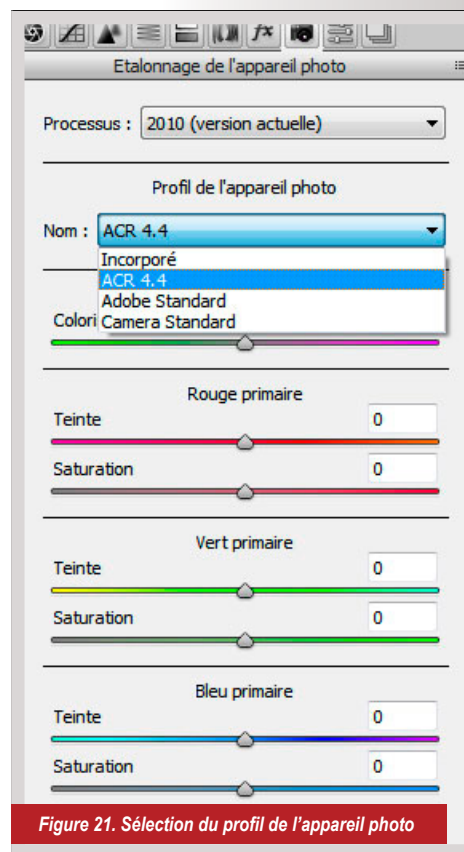 fx
Etalonnage de l'appareil photo
Processus : 2010 (version actuelle)
Profil de l'appareil photo
Nom : ACR 4.4
Incorporé
ACR 4.4
Adobe Standard
Colori Camera Standard
Rouge primaire
Teinte 0
Saturation 0
Vert primaire
Teinte 0
Saturation 0
Bleu primaire
Teinte 0
Saturation 0
Figure 21. Sélection du profil de l'appareil photo